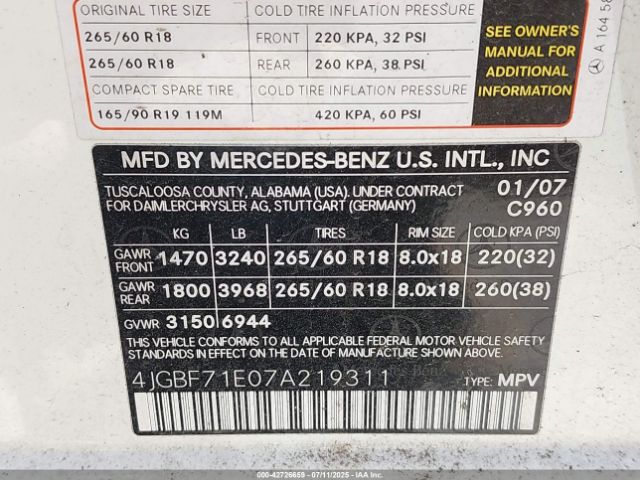 ORIGINAL TIRE SIZE COLD TIRE INFLATION PRESSURE
265/60 R18 FRONT 220 KPA, 32 PSI
265/60 R18 REAR 260 KPA, 38 PSI
COMPACT SPARE TIRE COLD TIRE INFLATION PRESSURE
165/90 R19 119M 420 KPA, 60 PSI
SEE OWNER'S
MANUAL FOR
ADDITIONAL
INFORMATION
A 164 58
MFD BY MERCEDES-BENZ U.S. INTL., INC
TUSCALOOSA COUNTY, ALABAMA (USA). UNDER CONTRACT 01/07
FOR DAIMLERCHRYSLER AG, STUTTGART (GERMANY) C960
KG LB TIRES RIM SIZE COLD KPA (PSI)
GAWR FRONT 1470 3240 265/60 R18 8.0x18 220(32)
GAWR REAR 1800 3968 265/60 R18 8.0x18 260(38)
GVWR 3150 6944
THIS VEHICLE CONFORMS TO ALL APPLICABLE FEDERAL MOTOR VEHICLE SAFETY
STANDARDS IN EFFECT ON THE DATE OF MANUFACTURE SHOWN ABOVE.
4JGBF71E07A219311 TYPE: MPV
000-42726659 - 07/11/2025 - IAAI.COM